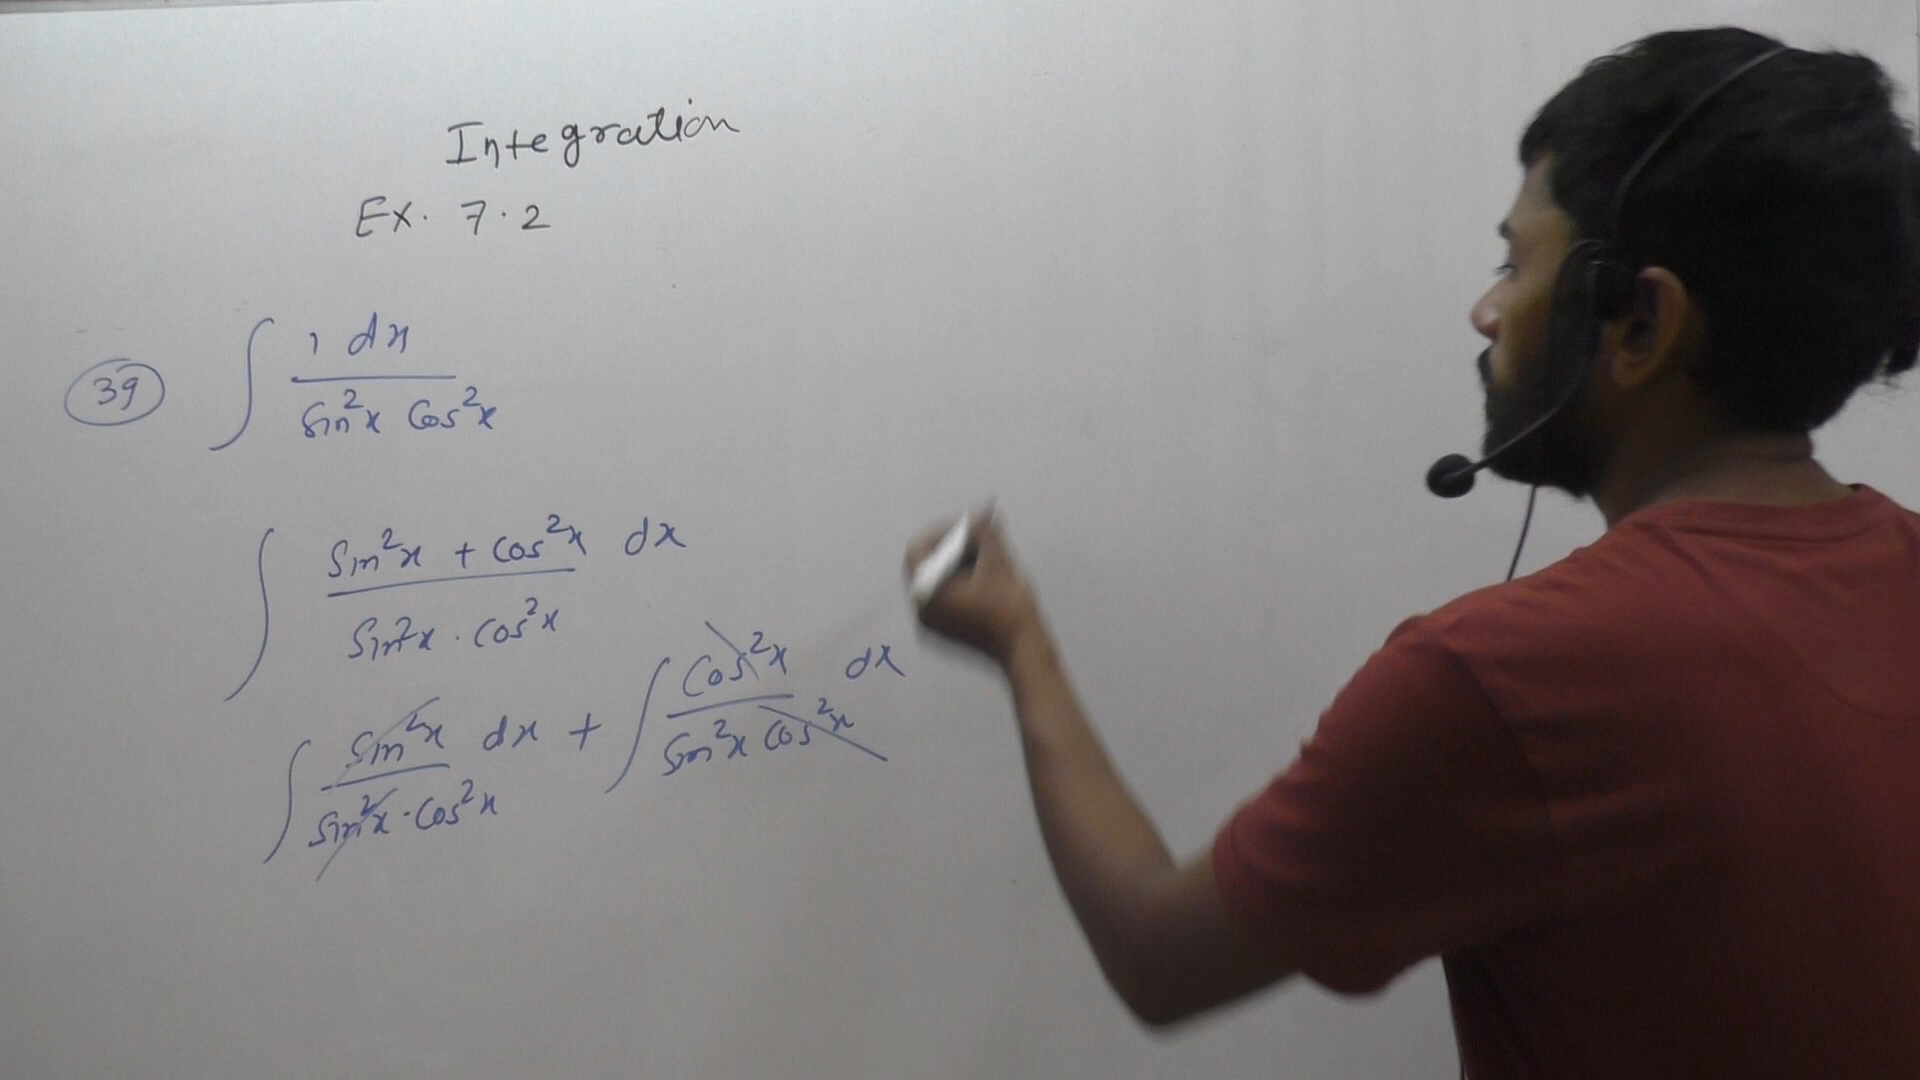 Integration
Ex. 7.2
39 ∫ 1 dx / sin²x cos²x
∫ sin²x + cos²x / sin²x · cos²x dx
∫ sin²x / sin²x · cos²x dx + ∫ cos²x / sin²x cos²x dx